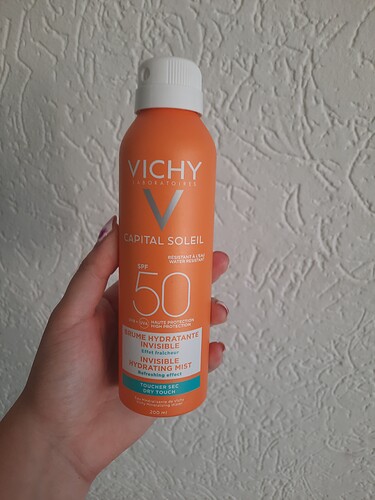 VICHY
LABORATOIRES
CAPITAL SOLEIL
RÉSISTANT À L'EAU
WATER RESISTANT
SPF
50
HAUTE PROTECTION
HIGH PROTECTION
BRUME HYDRATANTE
INVISIBLE
Effet fraîcheur
INVISIBLE
HYDRATING MIST
Refreshing effect
TOUCHER SEC
DRY TOUCH
200 ml